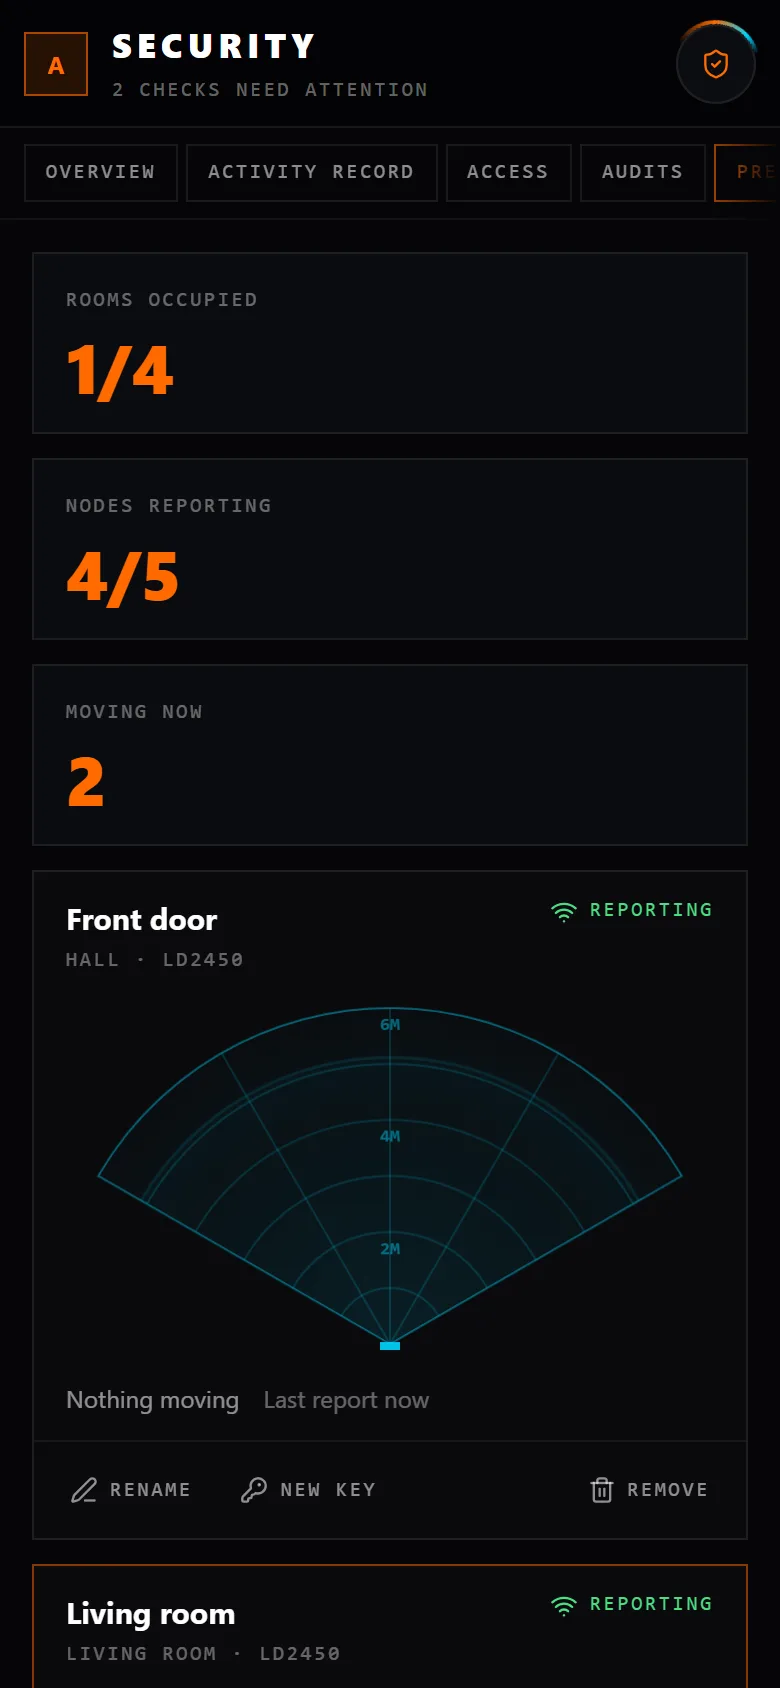 A
SECURITY
2 CHECKS NEED ATTENTION
OVERVIEW
ACTIVITY RECORD
ACCESS
AUDITS
PRE
ROOMS OCCUPIED
1/4
NODES REPORTING
4/5
MOVING NOW
2
Front door
REPORTING
HALL · LD2450
6M
4M
2M
Nothing moving Last report now
RENAME
NEW KEY
REMOVE
Living room
REPORTING
LIVING ROOM · LD2450